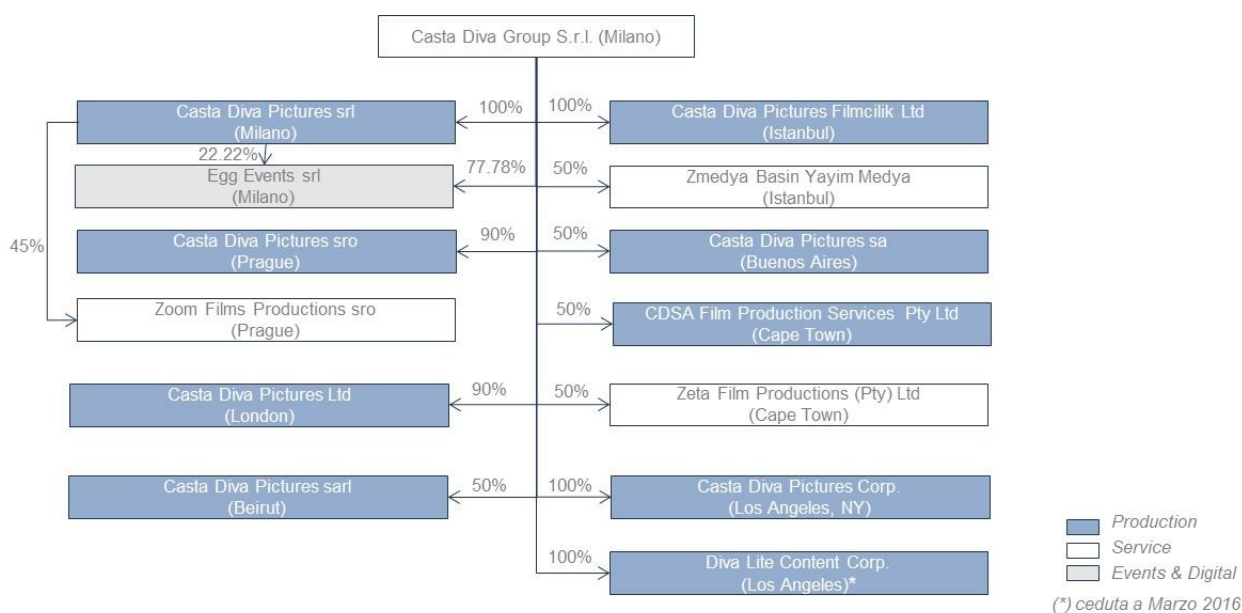 Casta Diva Group S.r.l. (Milano)
Casta Diva Pictures srl
(Milano)
100%
100%
Casta Diva Pictures Filmcilik Ltd
(Istanbul)
22.22%
Egg Events srl
(Milano)
77.78%
50%
Zmedya Basin Yayim Medya
(Istanbul)
45%
Casta Diva Pictures sro
(Prague)
90%
50%
Casta Diva Pictures sa
(Buenos Aires)
Zoom Films Productions sro
(Prague)
50%
CDSA Film Production Services Pty Ltd
(Cape Town)
Casta Diva Pictures Ltd
(London)
90%
50%
Zeta Film Productions (Pty) Ltd
(Cape Town)
Casta Diva Pictures sarl
(Beirut)
50%
100%
Casta Diva Pictures Corp.
(Los Angeles, NY)
100%
Diva Lite Content Corp.
(Los Angeles)*
Production
Service
Events & Digital
(*) ceduta a Marzo 2016